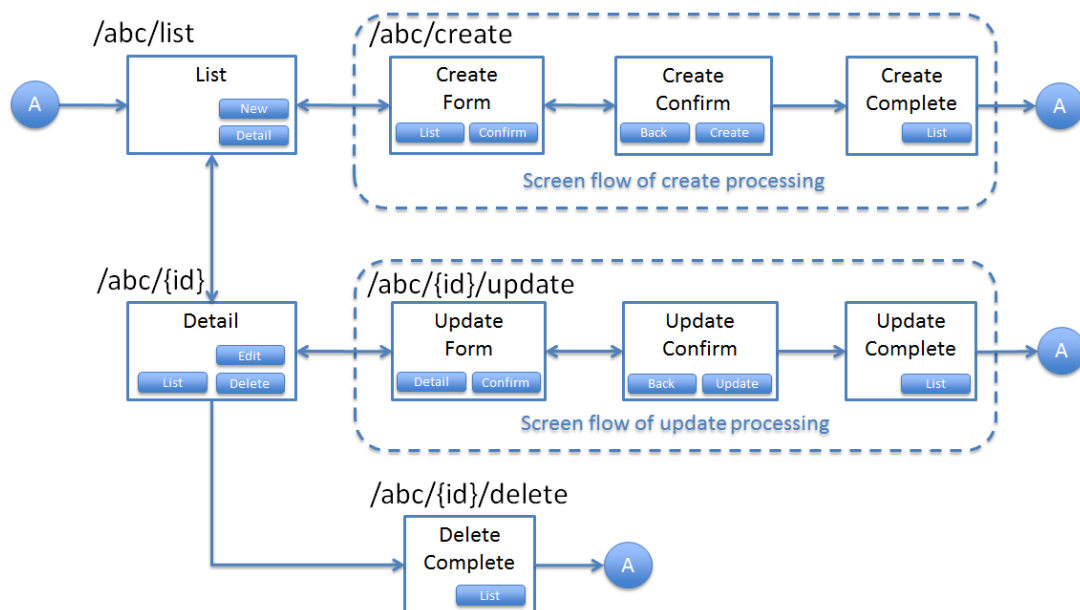 /abc/list
A
List
New
Detail
/abc/create
Create
Form
List Confirm
Create
Confirm
Back Create
Create
Complete
List
A
Screen flow of create processing
/abc/{id}
Detail
Edit
List Delete
/abc/{id}/update
Update
Form
Detail Confirm
Update
Confirm
Back Update
Update
Complete
List
A
Screen flow of update processing
/abc/{id}/delete
Delete
Complete
List
A